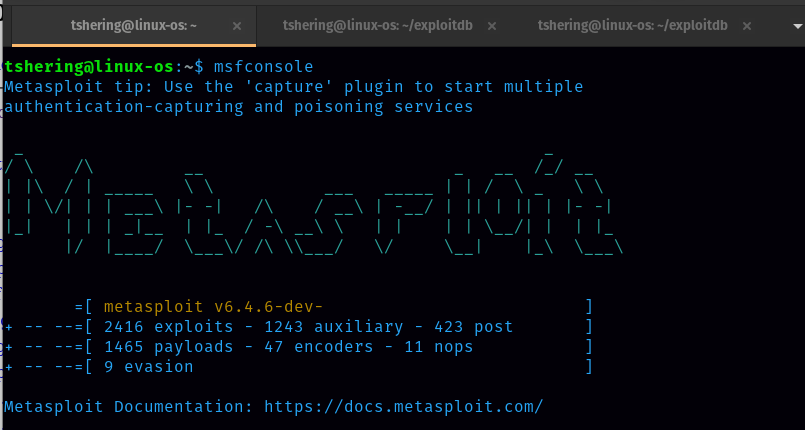 tshering@linux-os: ~ × tshering@linux-os: ~/exploitdb × tshering@linux-os: ~/exploitdb ×
tshering@linux-os:~$ msfconsole
Metasploit tip: Use the 'capture' plugin to start multiple
authentication-capturing and poisoning services
Metasploit
=[ metasploit v6.4.6-dev- ]
+ -- --=[ 2416 exploits - 1243 auxiliary - 423 post ]
+ -- --=[ 1465 payloads - 47 encoders - 11 nops ]
+ -- --=[ 9 evasion ]
Metasploit Documentation: https://docs.metasploit.com/